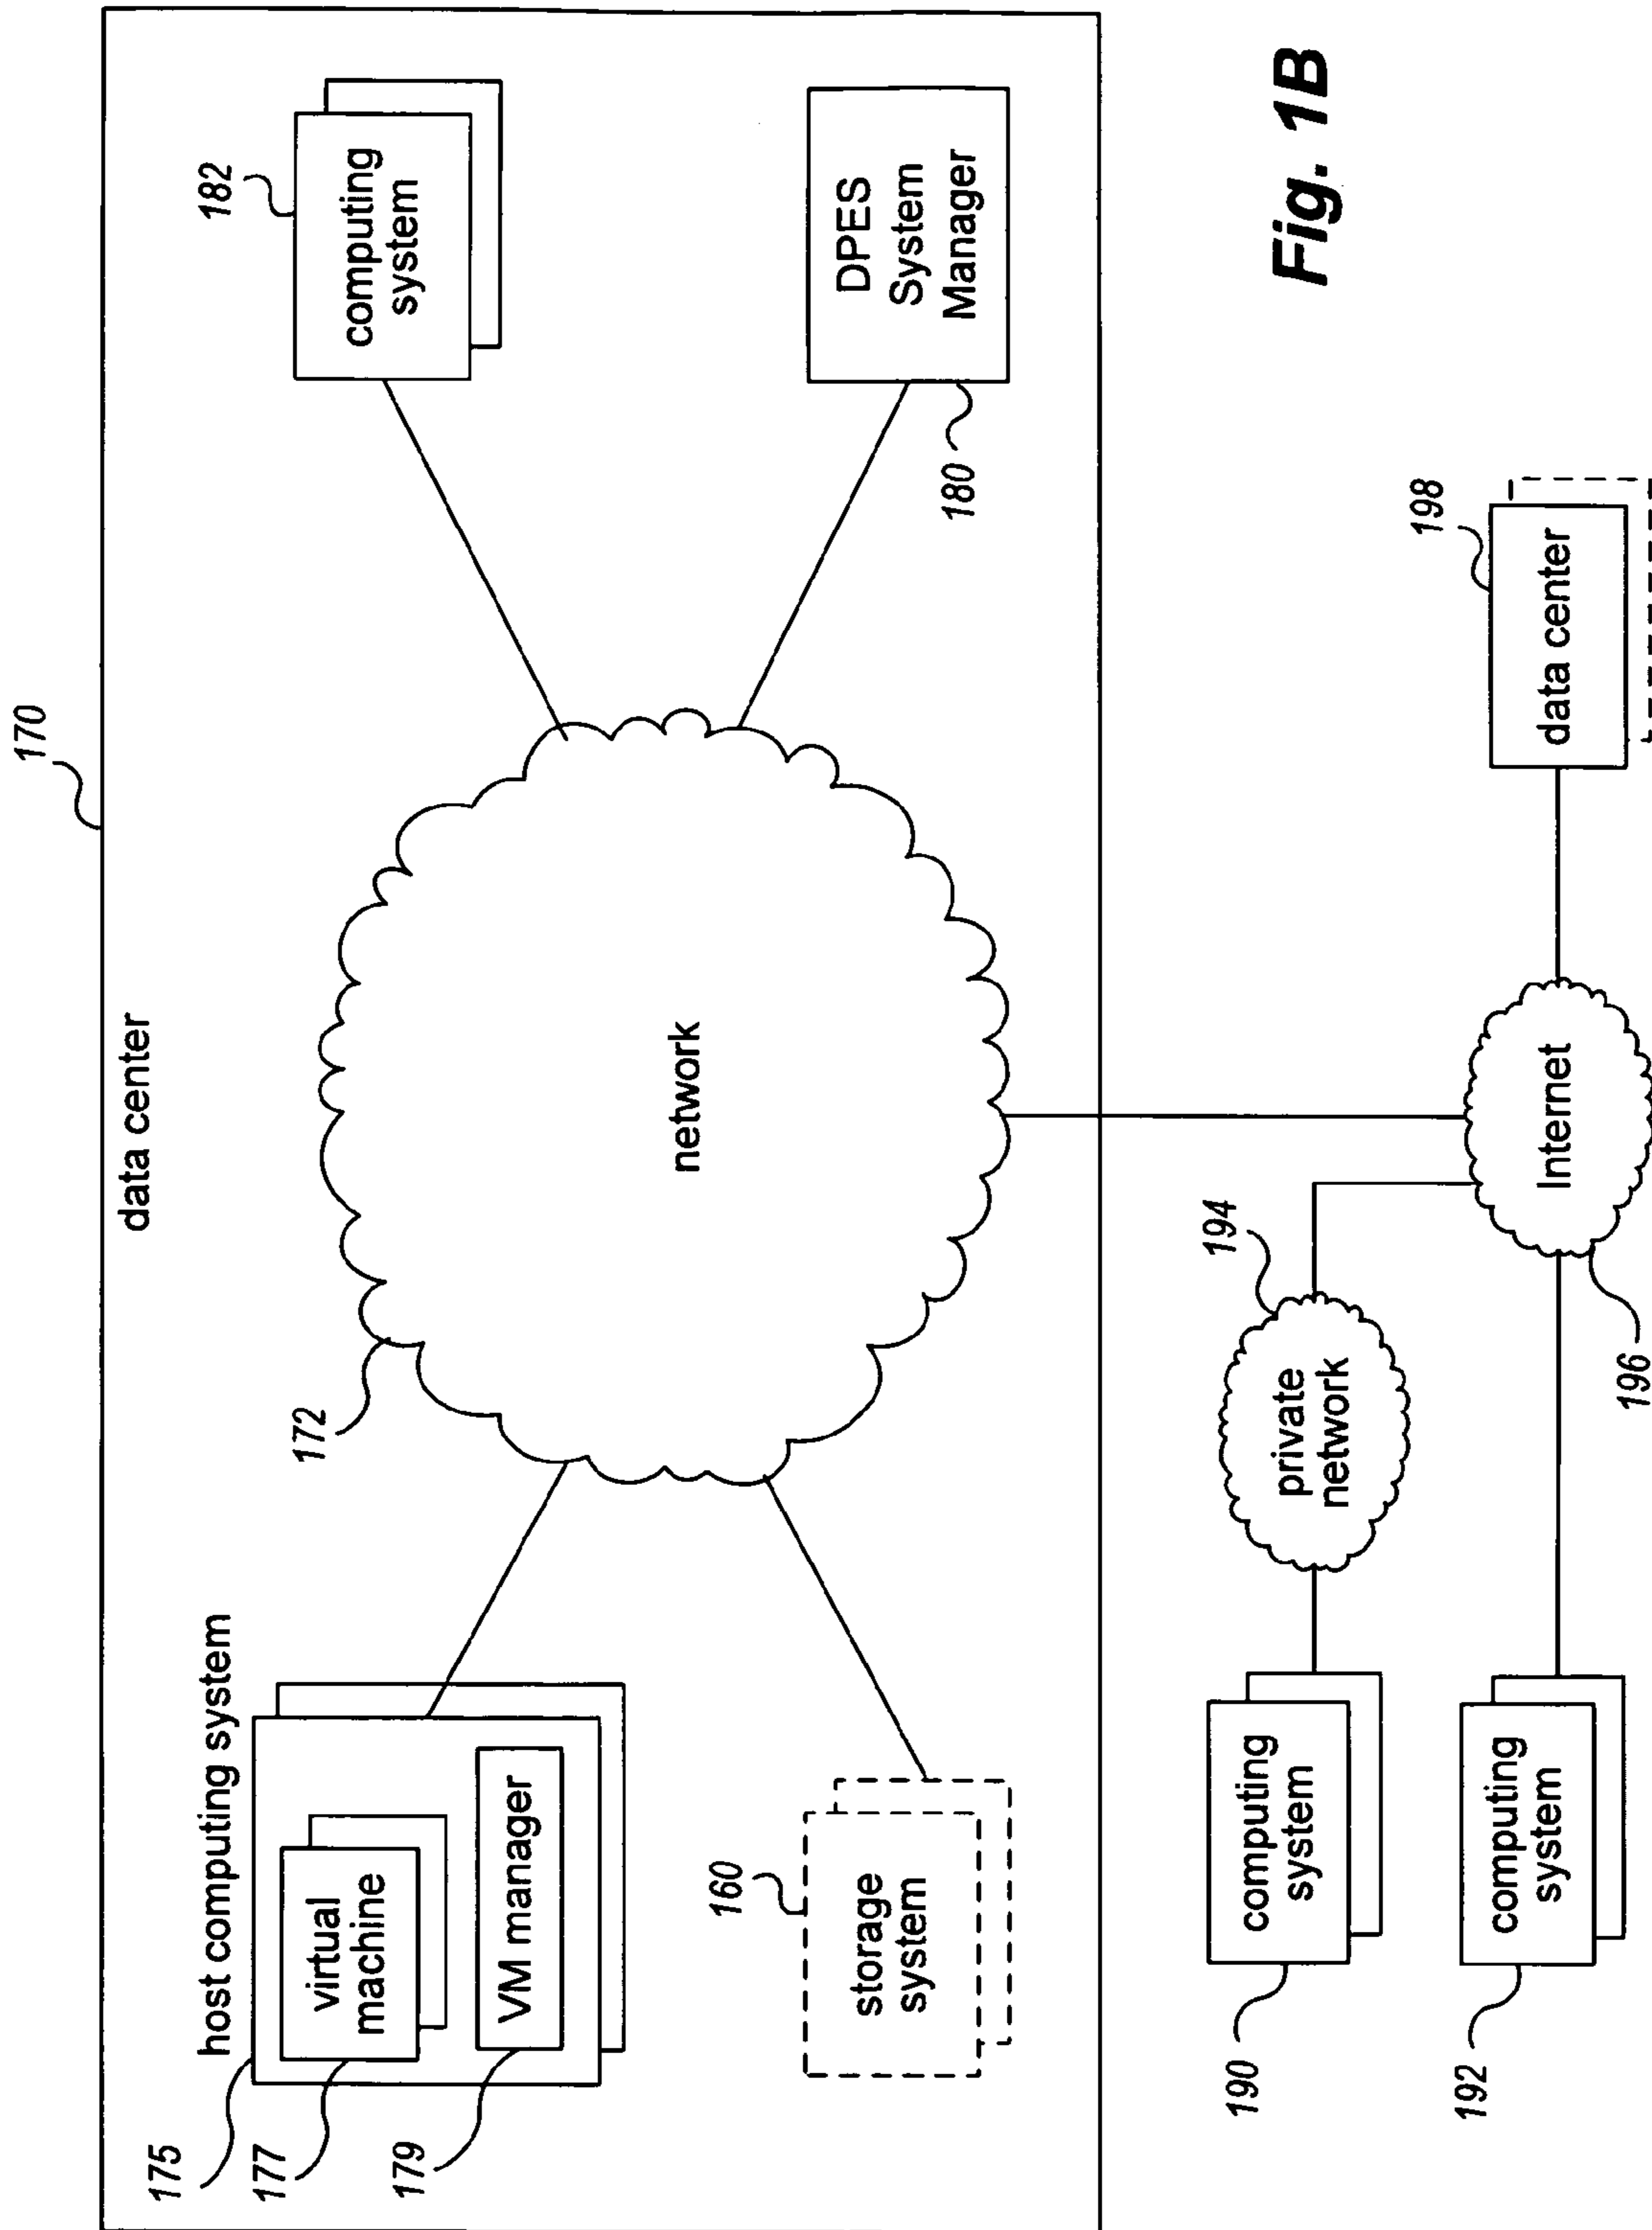 170
data center
175
host computing system
177
virtual
machine
179
VM manager
182
computing
system
172
network
160
storage
system
180
DPES
System
Manager
190
computing
system
194
private
network
192
computing
system
196
Internet
198
data center
Fig. 1B